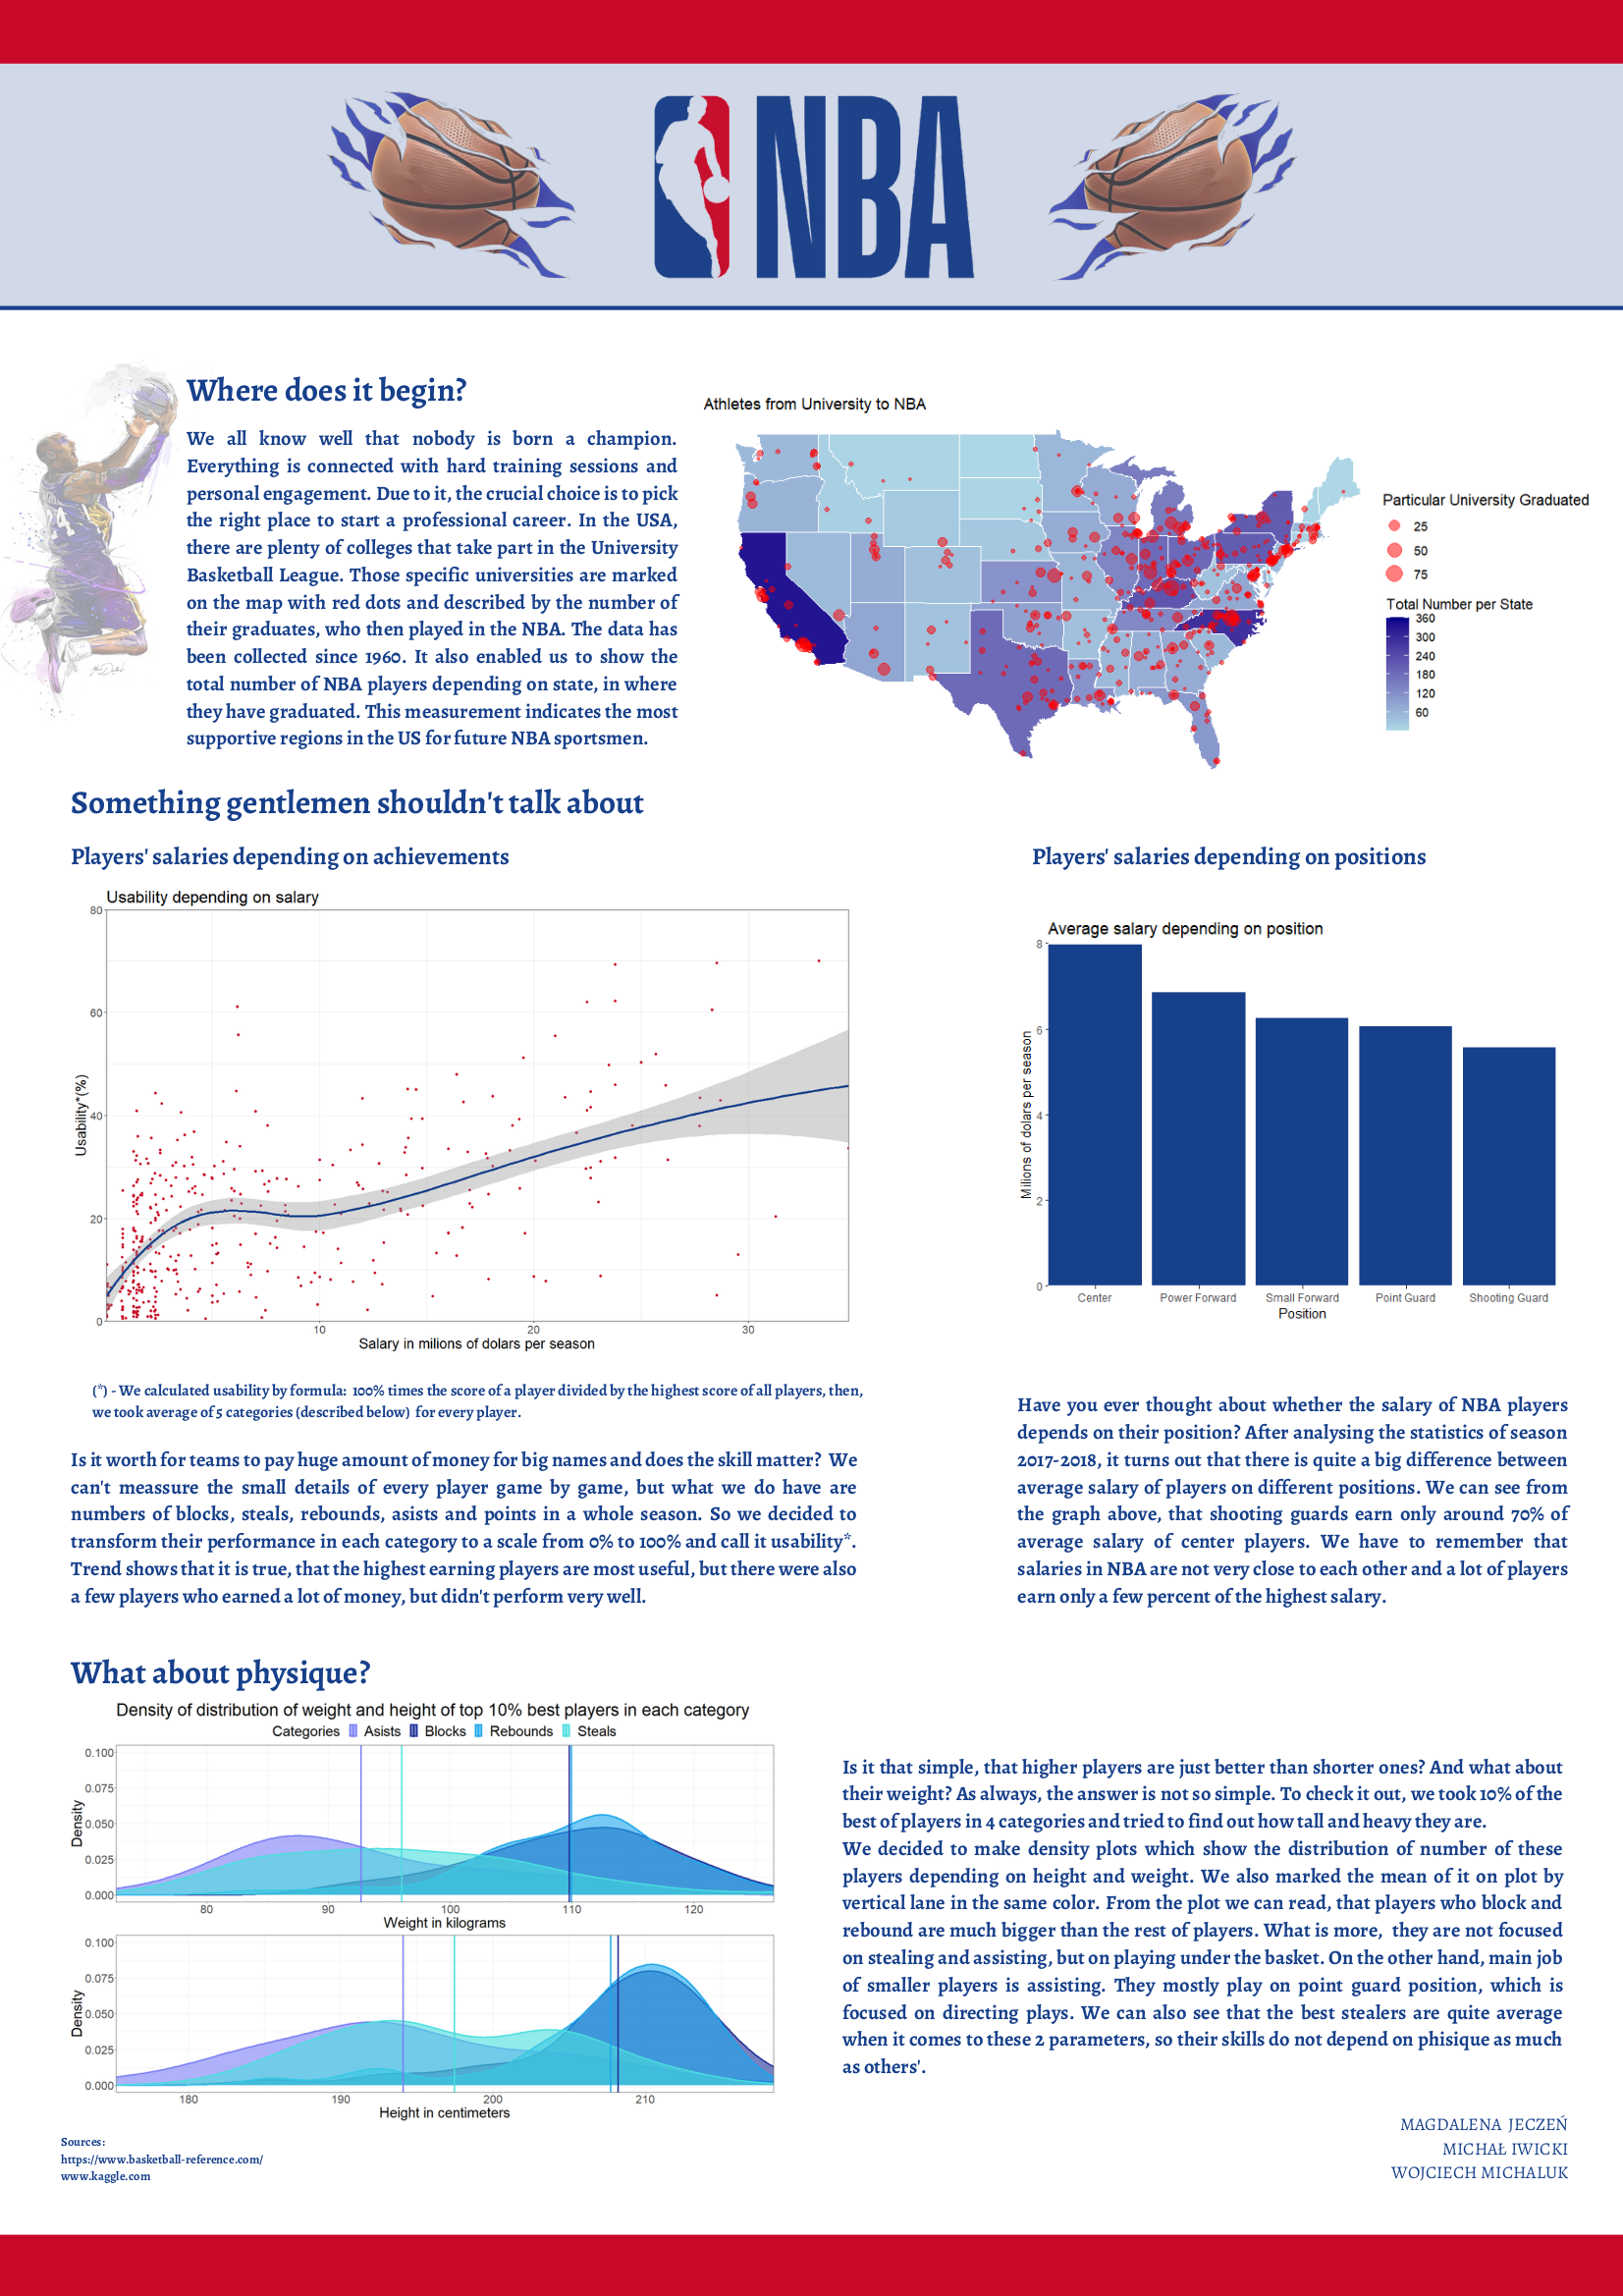 NBA
Where does it begin?
We all know well that nobody is born a champion.
Everything is connected with hard training sessions and
personal engagement. Due to it, the crucial choice is to pick
the right place to start a professional career. In the USA,
there are plenty of colleges that take part in the University
Basketball League. Those specific universities are marked
on the map with red dots and described by the number of
their graduates, who then played in the NBA. The data has
been collected since 1960. It also enabled us to show the
total number of NBA players depending on state, in where
they have graduated. This measurement indicates the most
supportive regions in the US for future NBA sportsmen.
Athletes from University to NBA
Particular University Graduated
25
50
75
Total Number per State
360
300
240
180
120
60
Something gentlemen shouldn't talk about
Players' salaries depending on achievements
Usability depending on salary
80
60
40
20
0
Usability*(%)
10
20
30
Salary in milions of dolars per season
(*) - We calculated usability by formula: 100% times the score of a player divided by the highest score of all players, then,
we took average of 5 categories (described below) for every player.
Is it worth for teams to pay huge amount of money for big names and does the skill matter? We
can't meassure the small details of every player game by game, but what we do have are
numbers of blocks, steals, rebounds, asists and points in a whole season. So we decided to
transform their performance in each category to a scale from 0% to 100% and call it usability*.
Trend shows that it is true, that the highest earning players are most useful, but there were also
a few players who earned a lot of money, but didn't perform very well.
Players' salaries depending on positions
Average salary depending on position
8
6
4
2
0
Milions of dolars per season
Center
Power Forward
Small Forward
Point Guard
Shooting Guard
Position
Have you ever thought about whether the salary of NBA players
depends on their position? After analysing the statistics of season
2017-2018, it turns out that there is quite a big difference between
average salary of players on different positions. We can see from
the graph above, that shooting guards earn only around 70% of
average salary of center players. We have to remember that
salaries in NBA are not very close to each other and a lot of players
earn only a few percent of the highest salary.
What about physique?
Density of distribution of weight and height of top 10% best players in each category
Categories Asists Blocks Rebounds Steals
0.100
0.075
0.050
0.025
0.000
Density
80
90
100
110
120
Weight in kilograms
0.100
0.075
0.050
0.025
0.000
Density
180
190
200
210
Height in centimeters
Is it that simple, that higher players are just better than shorter ones? And what about
their weight? As always, the answer is not so simple. To check it out, we took 10% of the
best of players in 4 categories and tried to find out how tall and heavy they are.
We decided to make density plots which show the distribution of number of these
players depending on height and weight. We also marked the mean of it on plot by
vertical lane in the same color. From the plot we can read, that players who block and
rebound are much bigger than the rest of players. What is more, they are not focused
on stealing and assisting, but on playing under the basket. On the other hand, main job
of smaller players is assisting. They mostly play on point guard position, which is
focused on directing plays. We can also see that the best stealers are quite average
when it comes to these 2 parameters, so their skills do not depend on phisique as much
as others'.
Sources:
https://www.basketball-reference.com/
www.kaggle.com
MAGDALENA JECZEŃ
MICHAŁ IWICKI
WOJCIECH MICHALUK